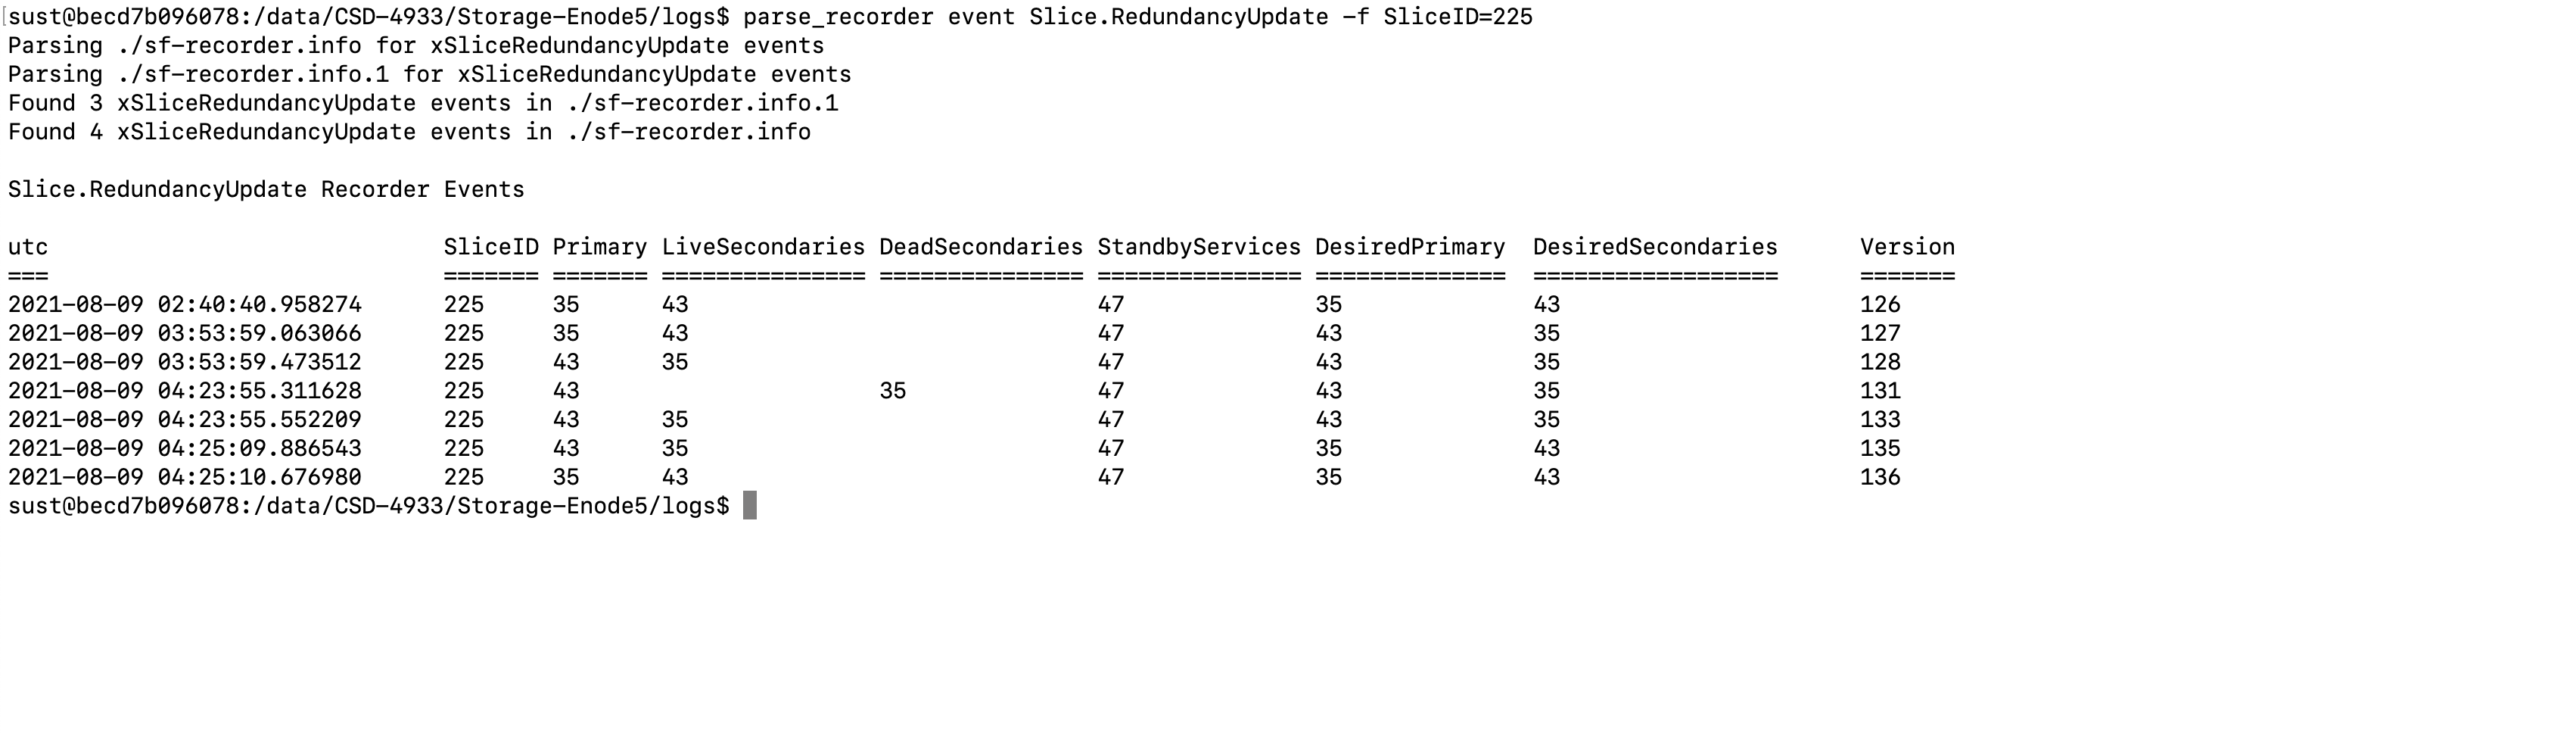 sust@becd7b096078:/data/CSD-4933/Storage-Enode5/logs$ parse_recorder event Slice.RedundancyUpdate -f SliceID=225
Parsing ./sf-recorder.info for xSliceRedundancyUpdate events
Parsing ./sf-recorder.info.1 for xSliceRedundancyUpdate events
Found 3 xSliceRedundancyUpdate events in ./sf-recorder.info.1
Found 4 xSliceRedundancyUpdate events in ./sf-recorder.info
Slice.RedundancyUpdate Recorder Events
utc                             SliceID Primary LiveSecondaries DeadSecondaries StandbyServices DesiredPrimary  DesiredSecondaries      Version
===                             ======= ======= =============== =============== =============== ==============  ==================      =======
2021-08-09 02:40:40.958274      225     35      43                              47              35              43                      126
2021-08-09 03:53:59.063066      225     35      43                              47              43              35                      127
2021-08-09 03:53:59.473512      225     43      35                              47              43              35                      128
2021-08-09 04:23:55.311628      225     43                      35              47              43              35                      131
2021-08-09 04:23:55.552209      225     43      35                              47              43              35                      133
2021-08-09 04:25:09.886543      225     43      35                              47              35              43                      135
2021-08-09 04:25:10.676980      225     35      43                              47              35              43                      136
sust@becd7b096078:/data/CSD-4933/Storage-Enode5/logs$